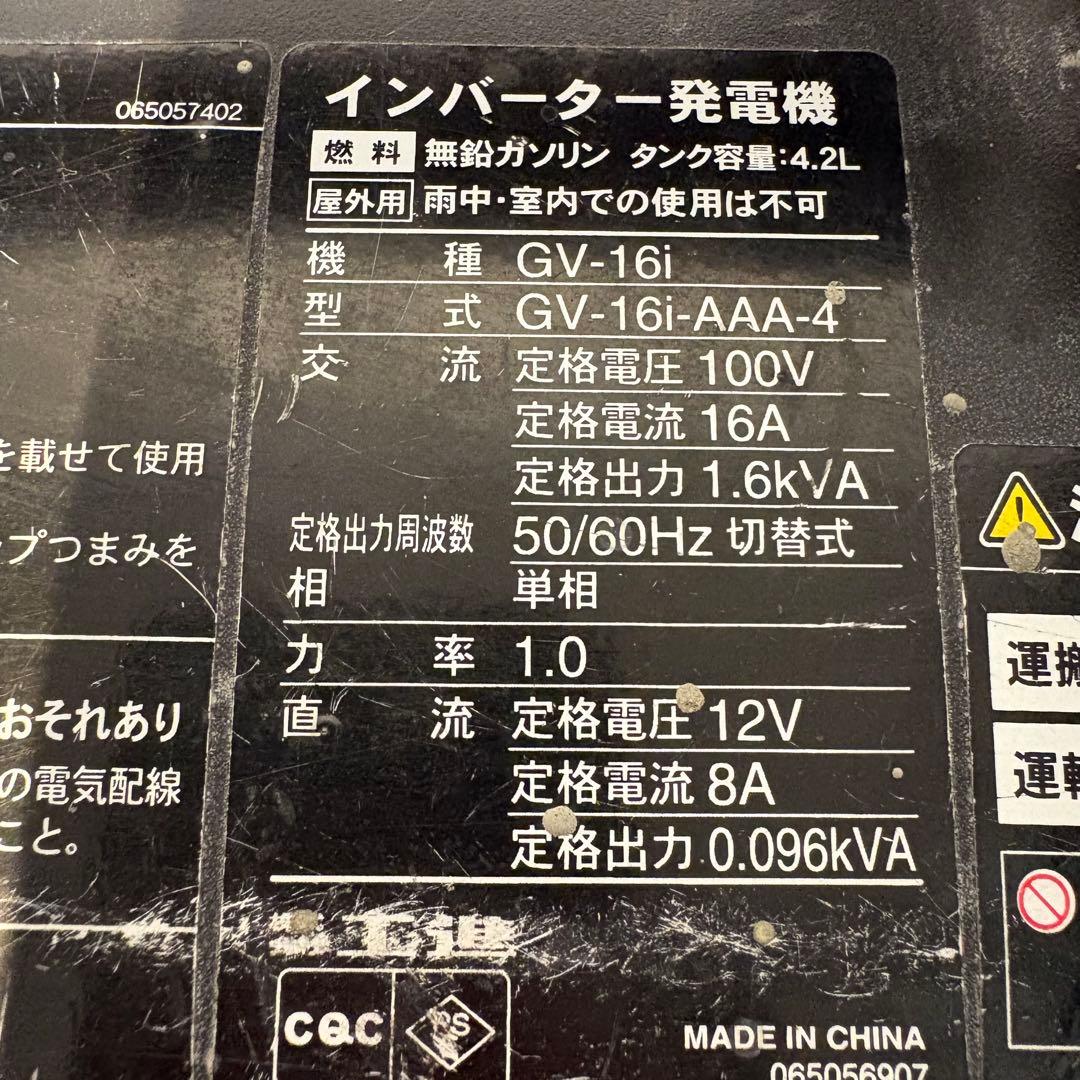 065057402
を載せて使用
ップつまみを
おそれあり
の電気配線
こと。
インバーター発電機
燃料 無鉛ガソリン タンク容量:4.2L
屋外用 雨中・室内での使用は不可
機種 GV-16i
型式 GV-16i-AAA-4
交流 定格電圧 100V
定格電流 16A
定格出力 1.6kVA
定格出力周波数 50/60Hz 切替式
相 単相
力率 1.0
直流 定格電圧 12V
定格電流 8A
定格出力 0.096kVA
工進
CQC
PS
MADE IN CHINA
065056907
運搬
運転